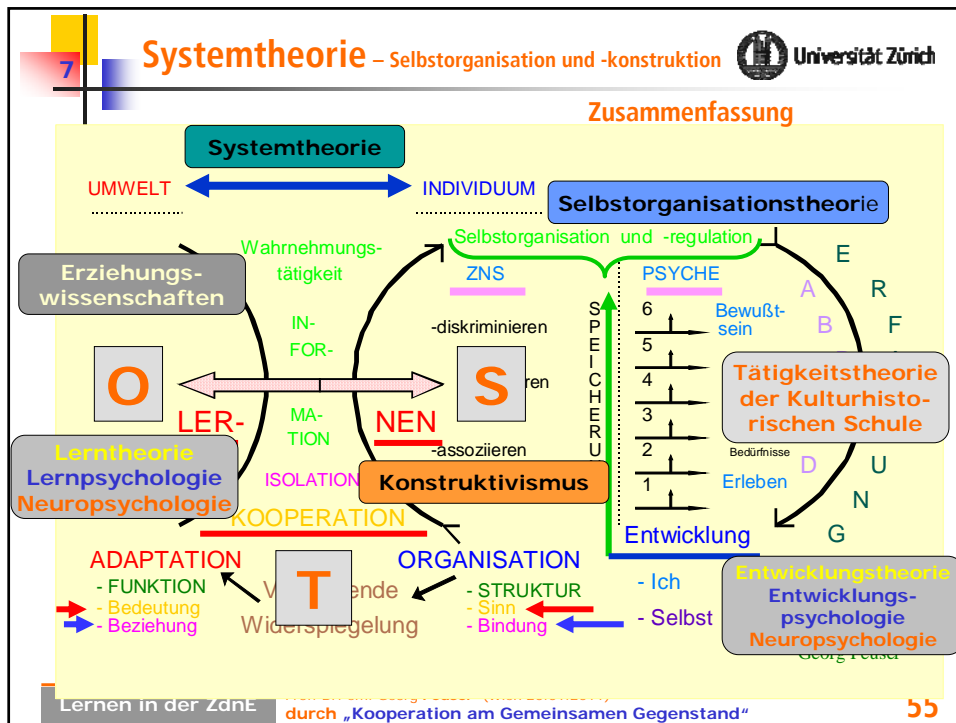 7
Systemtheorie – Selbstorganisation und -konstruktion
Universität Zürich
Zusammenfassung
Systemtheorie
UMWELT
INDIVIDUUM
Selbstorganisationstheorie
Selbstorganisation und -regulation
Wahrnehmungs-
tätigkeit
Erziehungs-
wissenschaften
ZNS
PSYCHE
IN-
FOR-
MA-
TION
-diskriminieren
-assoziieren
O
S
LER-
NEN
ISOLATION
KOOPERATION
Lerntheorie
Lernpsychologie
Neuropsychologie
Konstruktivismus
SPEICHERU
6
5
4
3
2
1
Bewußt-
sein
Bedürfnisse
Erleben
E
R
F
A
B
D
U
N
G
Tätigkeitstheorie
der Kulturhisto-
rischen Schule
Entwicklung
- Ich
- Selbst
ADAPTATION
- FUNKTION
- Bedeutung
- Beziehung
T
Widerspiegelung
ORGANISATION
- STRUKTUR
- Sinn
- Bindung
Entwicklungstheorie
Entwicklungs-
psychologie
Neuropsychologie
Georg Feuser
Lernen in der ZdnE
durch „Kooperation am Gemeinsamen Gegenstand“
55